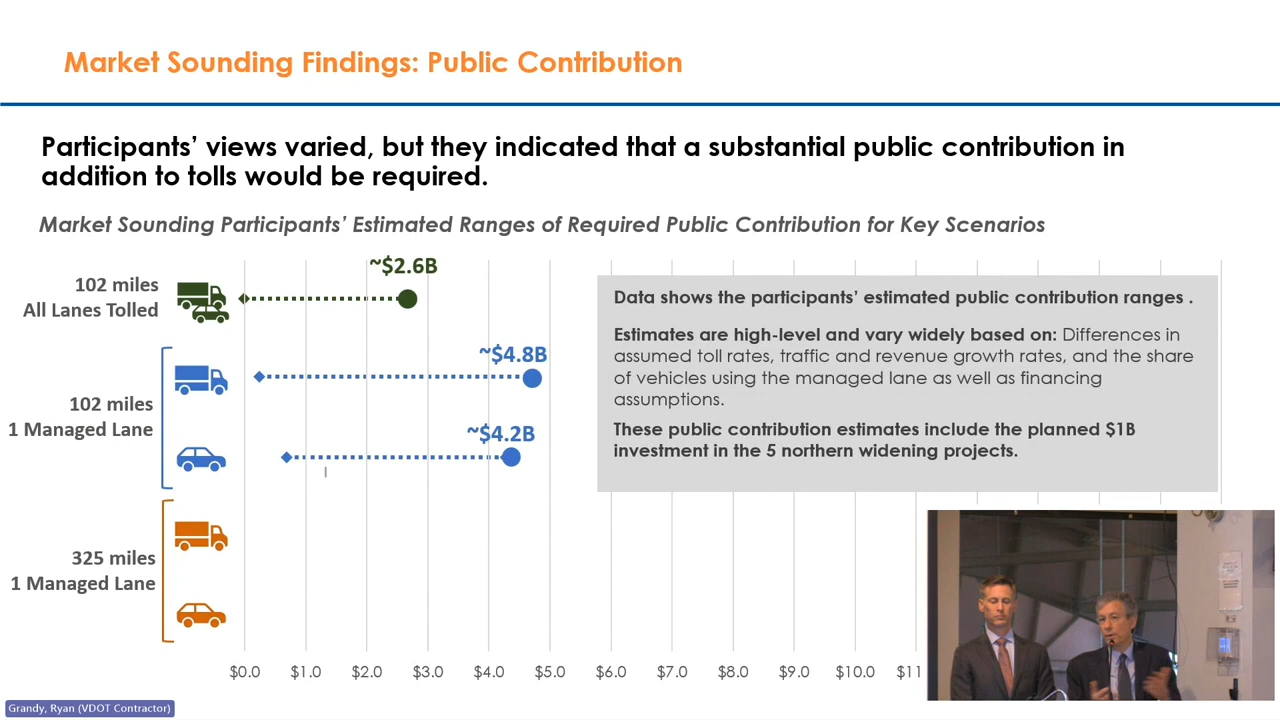 Market Sounding Findings: Public Contribution
Participants’ views varied, but they indicated that a substantial public contribution in
addition to tolls would be required.
Market Sounding Participants’ Estimated Ranges of Required Public Contribution for Key Scenarios
102 miles
All Lanes Tolled
~$2.6B
102 miles
1 Managed Lane
~$4.8B
~$4.2B
325 miles
1 Managed Lane
Data shows the participants’ estimated public contribution ranges .
Estimates are high-level and vary widely based on: Differences in
assumed toll rates, traffic and revenue growth rates, and the share
of vehicles using the managed lane as well as financing
assumptions.
These public contribution estimates include the planned $1B
investment in the 5 northern widening projects.
$0.0 $1.0 $2.0 $3.0 $4.0 $5.0 $6.0 $7.0 $8.0 $9.0 $10.0 $11
Grandy, Ryan (VDOT Contractor)